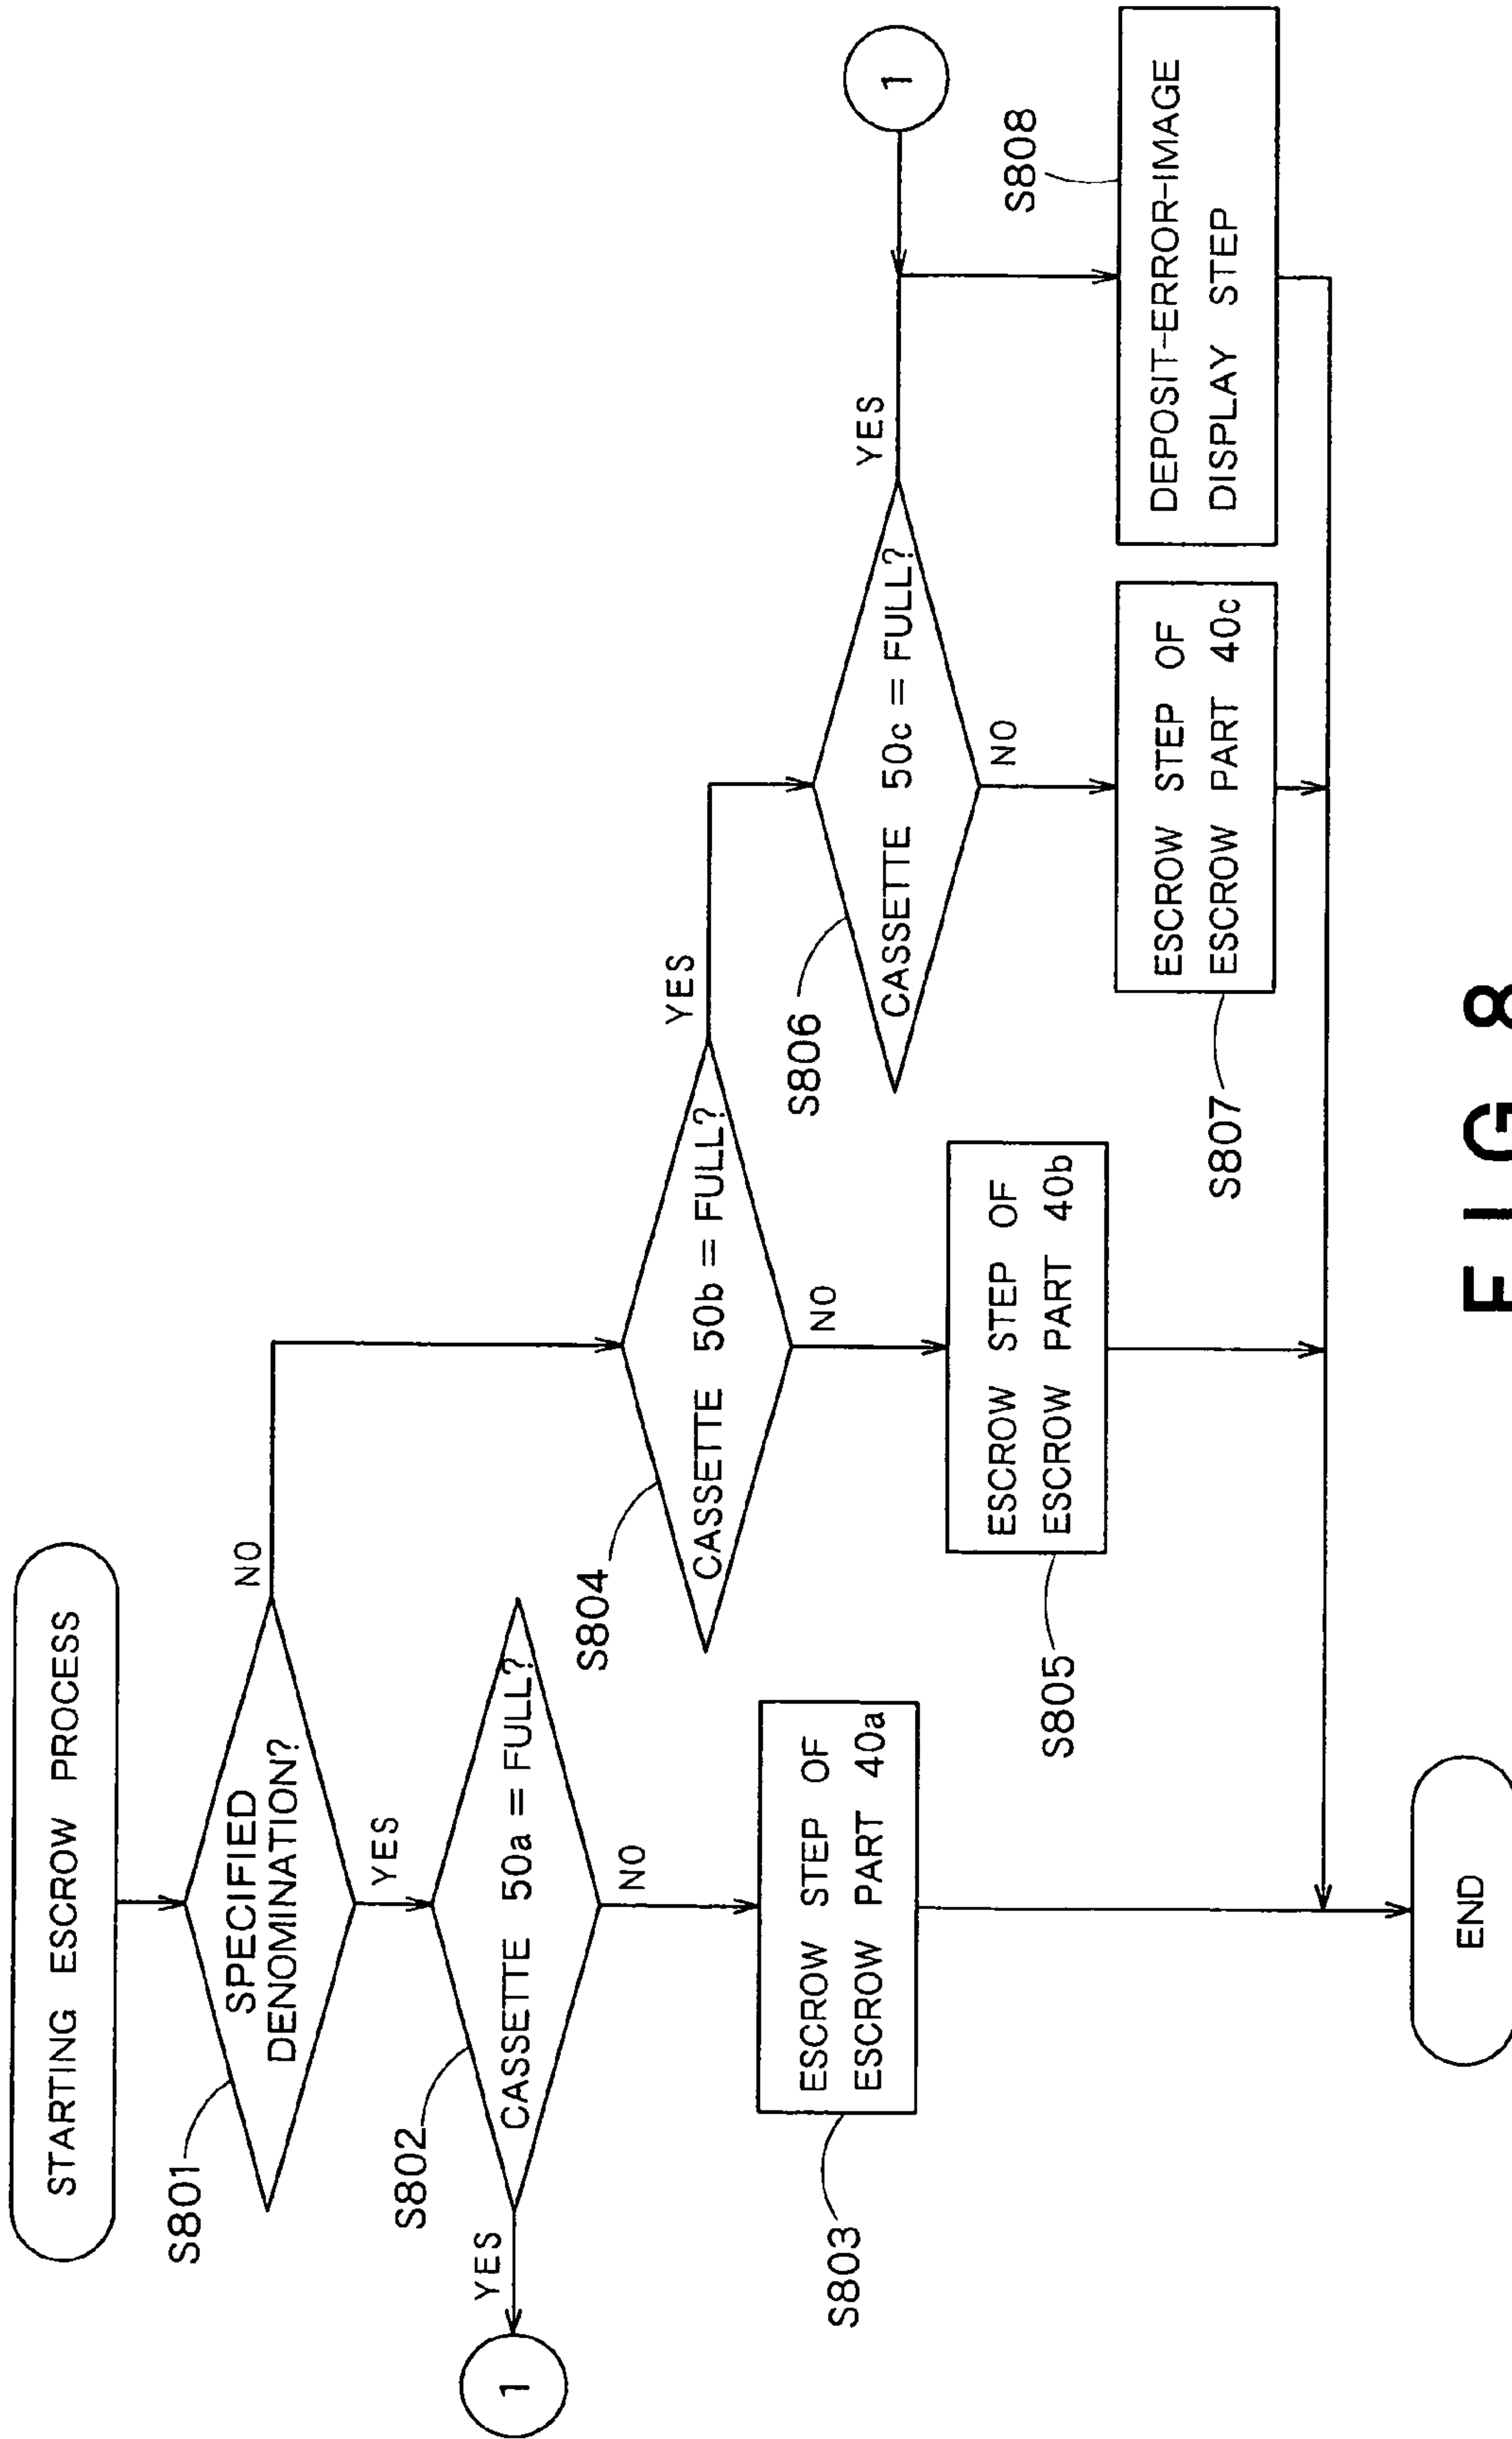 STARTING ESCROW PROCESS
S801
SPECIFIED
DENOMINATION?
NO
YES
S802
CASSETTE 50a = FULL?
YES
1
NO
S803
ESCROW STEP OF
ESCROW PART 40a
S804
CASSETTE 50b = FULL?
YES
NO
S805
ESCROW STEP OF
ESCROW PART 40b
S806
CASSETTE 50c = FULL?
YES
NO
1
S807
ESCROW STEP OF
ESCROW PART 40c
S808
DEPOSIT-ERROR-IMAGE
DISPLAY STEP
END
FIG 8